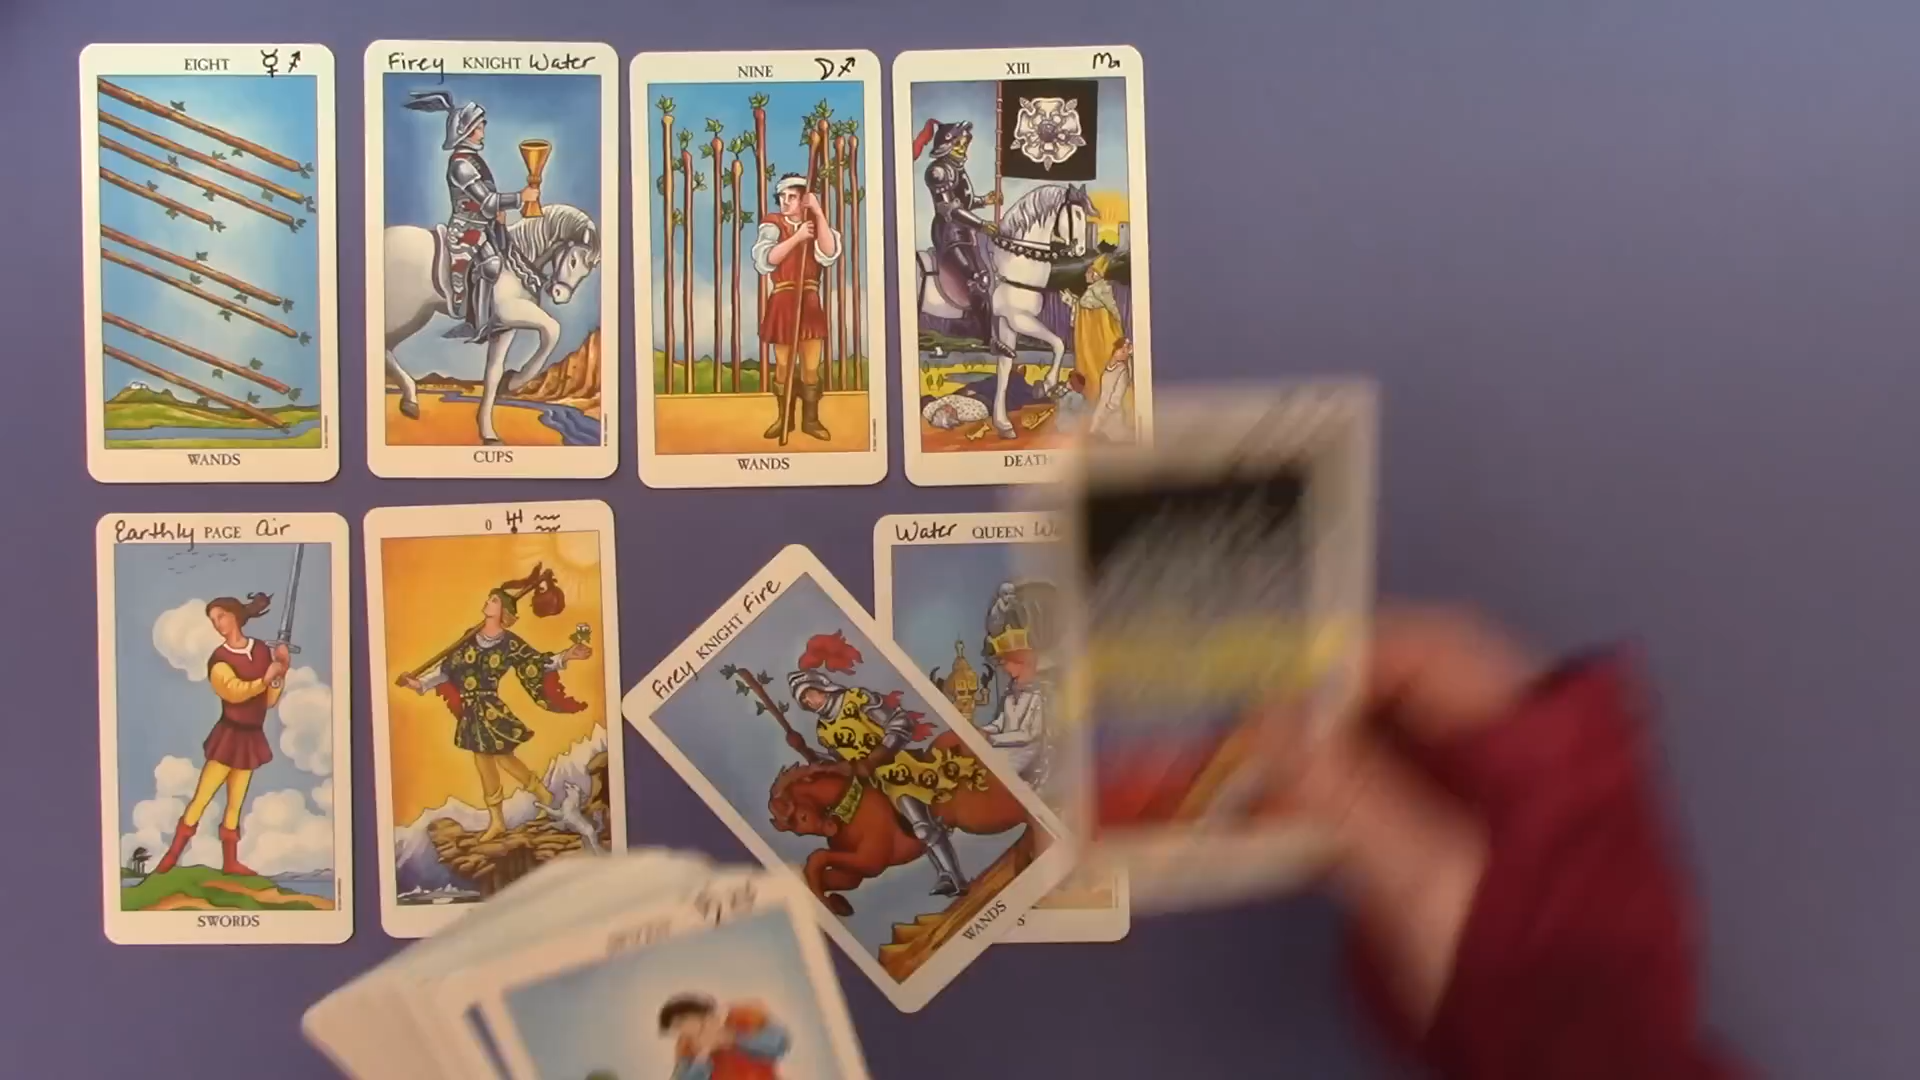 EIGHT ☿ ♐
WANDS
Firey KNIGHT Water
CUPS
NINE ☽ ♐
WANDS
XIII ♏
DEATH
Earthly PAGE Air
SWORDS
0 ♅ ♒
Firey KNIGHT Fire
WANDS
Water QUEEN